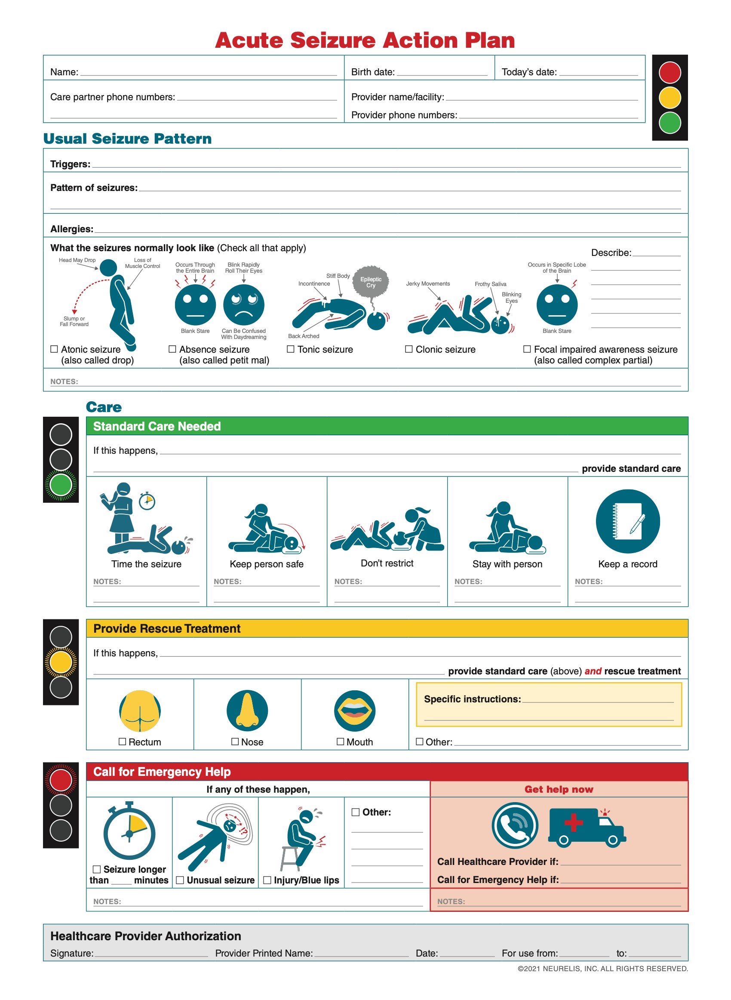 Acute Seizure Action Plan
Name:
Birth date:
Today's date:
Care partner phone numbers:
Provider name/facility:
Provider phone numbers:
Usual Seizure Pattern
Triggers:
Pattern of seizures:
Allergies:
What the seizures normally look like (Check all that apply)
Describe:
Head May Drop
Loss of
Muscle Control
Slump or
Fall Forward
☐ Atonic seizure
(also called drop)
Occurs Through
the Entire Brain
Blink Rapidly
Roll Their Eyes
Blank Stare
Can Be Confused
With Daydreaming
☐ Absence seizure
(also called petit mal)
Incontinence
Stiff Body
Epileptic
Cry
Back Arched
☐ Tonic seizure
Jerky Movements
Frothy Saliva
Blinking
Eyes
☐ Clonic seizure
Occurs in Specific Lobe
of the Brain
Blank Stare
☐ Focal impaired awareness seizure
(also called complex partial)
NOTES:
Care
Standard Care Needed
If this happens,
provide standard care
Time the seizure
NOTES:
Keep person safe
NOTES:
Don't restrict
NOTES:
Stay with person
NOTES:
Keep a record
NOTES:
Provide Rescue Treatment
If this happens,
provide standard care (above) and rescue treatment
☐ Rectum
☐ Nose
☐ Mouth
Specific instructions:
☐ Other:
Call for Emergency Help
If any of these happen,
Get help now
☐ Seizure longer
than ____ minutes
!?
☐ Unusual seizure
☐ Injury/Blue lips
☐ Other:
Call Healthcare Provider if:
Call for Emergency Help if:
NOTES:
NOTES:
Healthcare Provider Authorization
Signature:
Provider Printed Name:
Date:
For use from:
to:
©2021 NEURELIS, INC. ALL RIGHTS RESERVED.